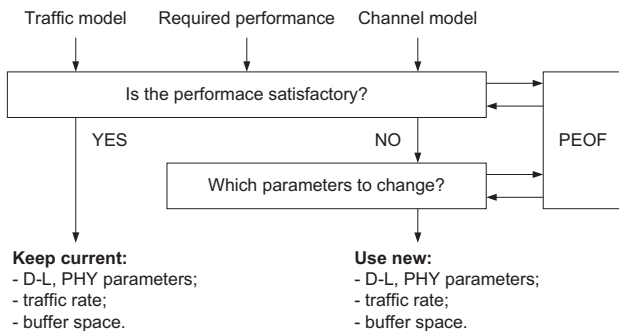 Traffic model Required performance Channel model
Is the performace satisfactory?
YES NO PEOF
Which parameters to change?
Keep current: Use new:
- D-L, PHY parameters; - D-L, PHY parameters;
- traffic rate; - traffic rate;
- buffer space. - buffer space.